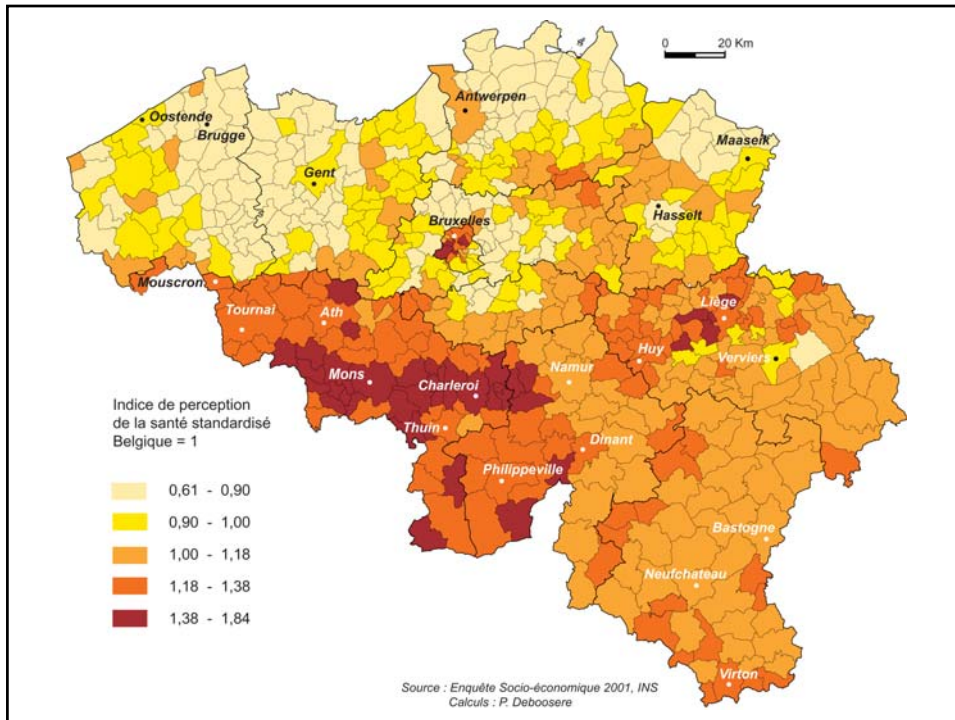 0 20 Km
Antwerpen
Oostende
Brugge
Maaseik
Gent
Hasselt
Bruxelles
Mouscron
Liège
Tournai
Ath
Huy
Verviers
Mons
Namur
Charleroi
Indice de perception
de la santé standardisé
Belgique = 1
Thuin
Dinant
Philippeville
0,61 - 0,90
0,90 - 1,00
1,00 - 1,18
1,18 - 1,38
1,38 - 1,84
Bastogne
Neufchateau
Virton
Source : Enquête Socio-économique 2001, INS
Calculs : P. Deboosere